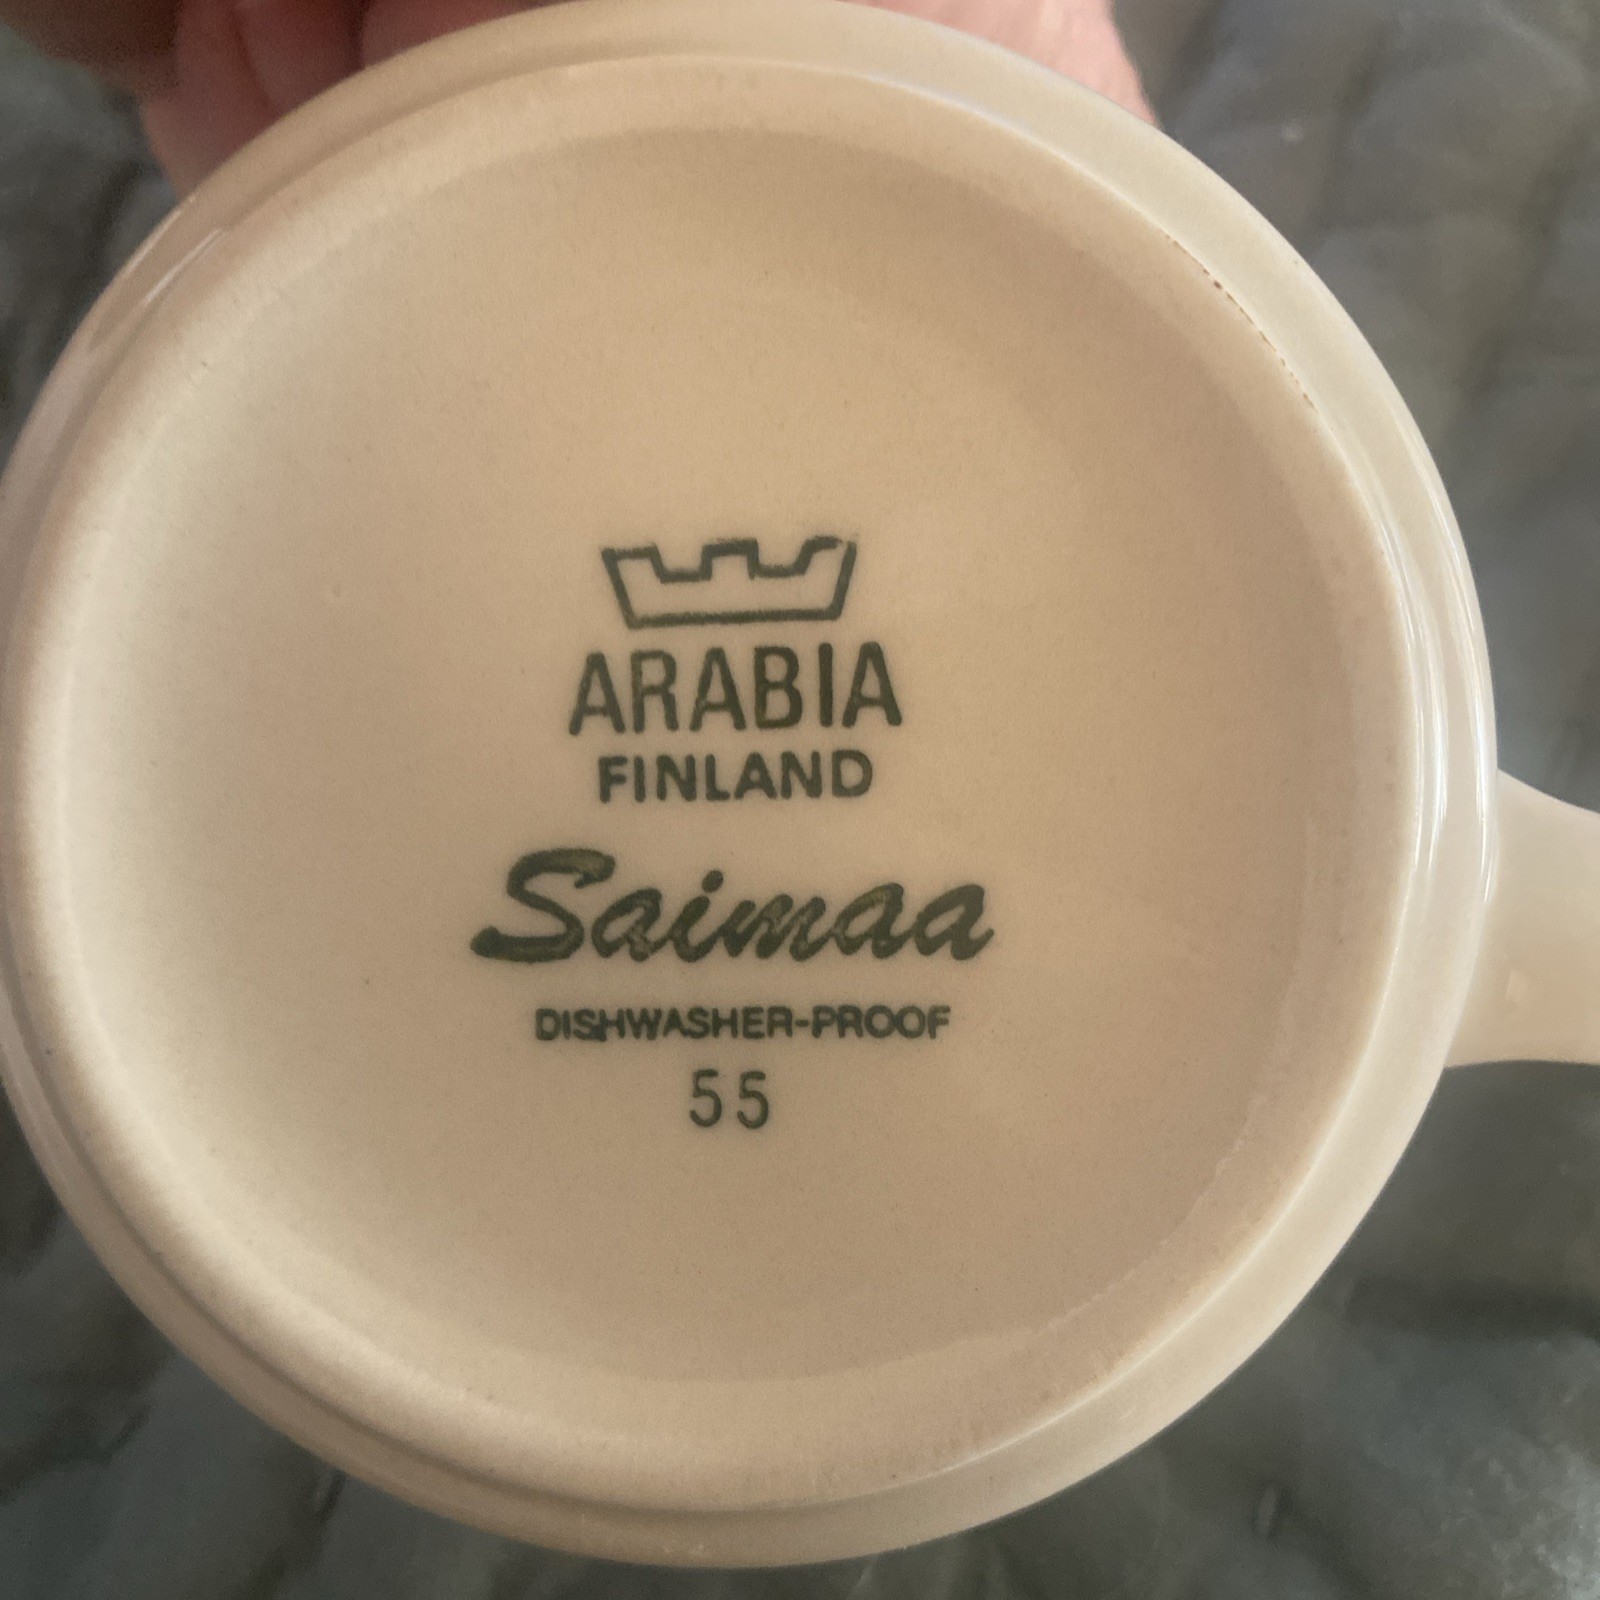 ARABIA
FINLAND
Saimaa
DISHWASHER-PROOF
55